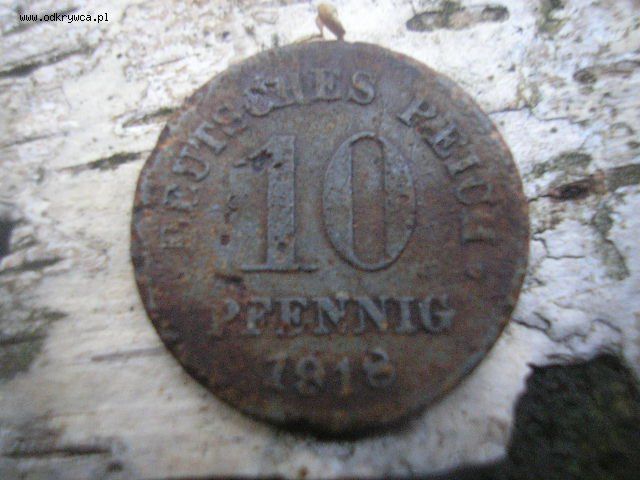 www.odkrywca.pl
DEUTSCHES REICH
10
PFENNIG
1918